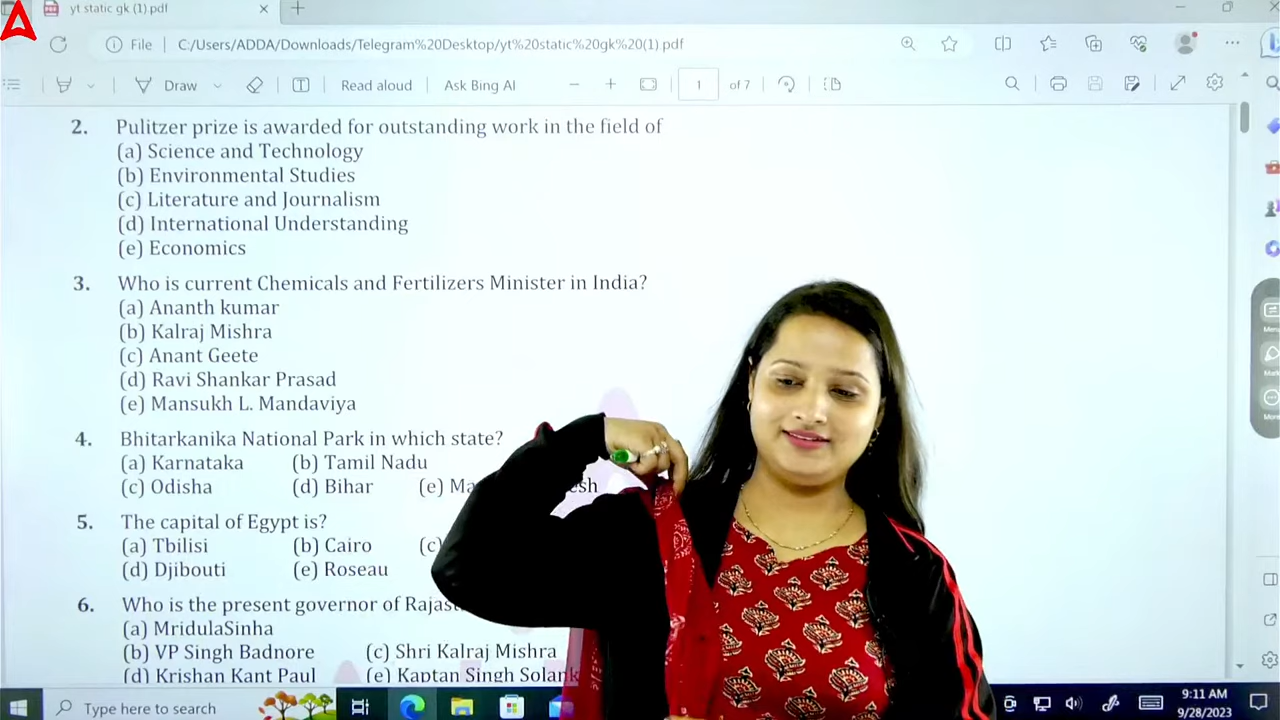 yt static gk (1).pdf
File
C:/Users/ADDA/Downloads/Telegram%20Desktop/yt%20static%20gk%20(1).pdf
Draw
Read aloud
Ask Bing AI
1 of 7
2. Pulitzer prize is awarded for outstanding work in the field of
(a) Science and Technology
(b) Environmental Studies
(c) Literature and Journalism
(d) International Understanding
(e) Economics
3. Who is current Chemicals and Fertilizers Minister in India?
(a) Ananth kumar
(b) Kalraj Mishra
(c) Anant Geete
(d) Ravi Shankar Prasad
(e) Mansukh L. Mandaviya
4. Bhitarkanika National Park in which state?
(a) Karnataka (b) Tamil Nadu
(c) Odisha (d) Bihar (e)
5. The capital of Egypt is?
(a) Tbilisi (b) Cairo (c)
(d) Djibouti (e) Roseau
6. Who is the present governor of
(a) MridulaSinha
(b) VP Singh Badnore (c) Shri Kalraj Mishra
(d) Krishan Kant Paul (e) Kaptan Singh
Type here to search
9:11 AM
9/28/2023